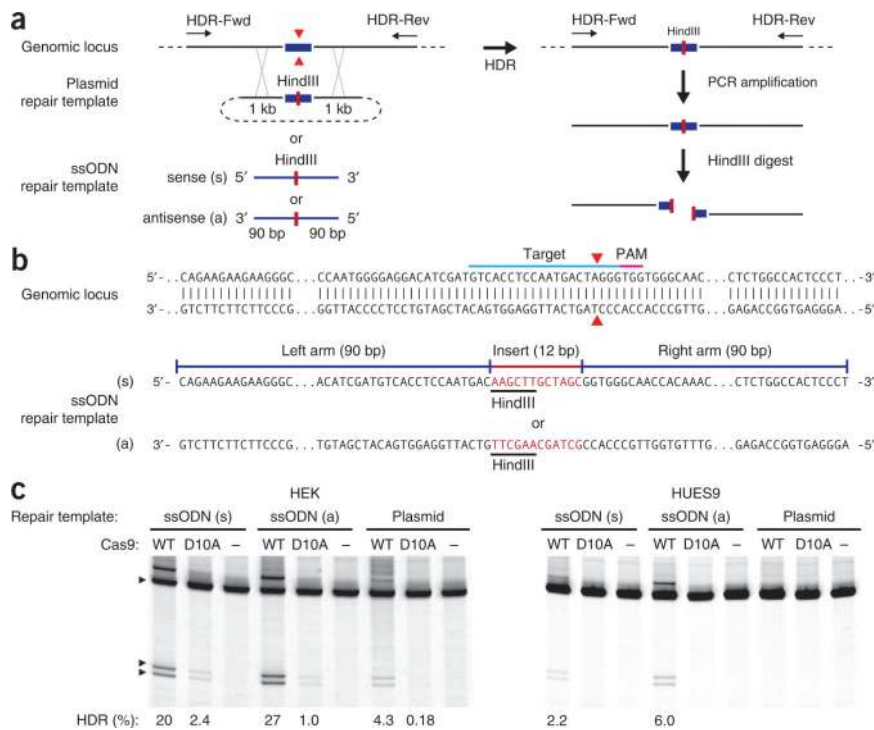 a
HDR-Fwd HDR-Rev HDR-Fwd HDR-Rev
Genomic locus HindIII
HDR
Plasmid repair template HindIII PCR amplification
1 kb 1 kb
or
HindIII digest
ssODN repair template HindIII
sense (s) 5′ 3′
or
antisense (a) 3′ 5′
90 bp 90 bp
b
Target PAM
5′-..CAGAAGAAGAAGGGC...CCAATGGGGAGGACATCGATGTCACCTCCAATGACTAGGGTGGTGGGCAAC...CTCTGGCCACTCCCT-3′
Genomic locus
GTCTTCTTCTTCCCG...GGTTACCCCTCCTGTAGCTACAGTGGAGGTTACTGATCCCACCACCCGTTG...GAGACCGGTGAGGGA
Left arm (90 bp) Insert (12 bp) Right arm (90 bp)
(s) 5′- CAGAAGAAGAAGGGC...ACATCGATGTCACCTCCAATGACAAGCTTGCTAGCGGTGGGCAACCACAAAC...CTCTGGCCACTCCCT -3′
HindIII
ssODN repair template
or
(a) 3′- GTCTTCTTCTTCCCG...TGTAGCTACAGTGGAGGTTACTGTTCGAACGATCGCCACCCGTTGGTGTTTG...GAGACCGGTGAGGGA -5′
HindIII
c
HEK HUES9
Repair template: ssODN (s) ssODN (a) Plasmid ssODN (s) ssODN (a) Plasmid
Cas9: WT D10A – WT D10A – WT D10A – WT D10A – WT D10A – WT D10A –
HDR (%): 20 2.4 27 1.0 4.3 0.18 2.2 6.0